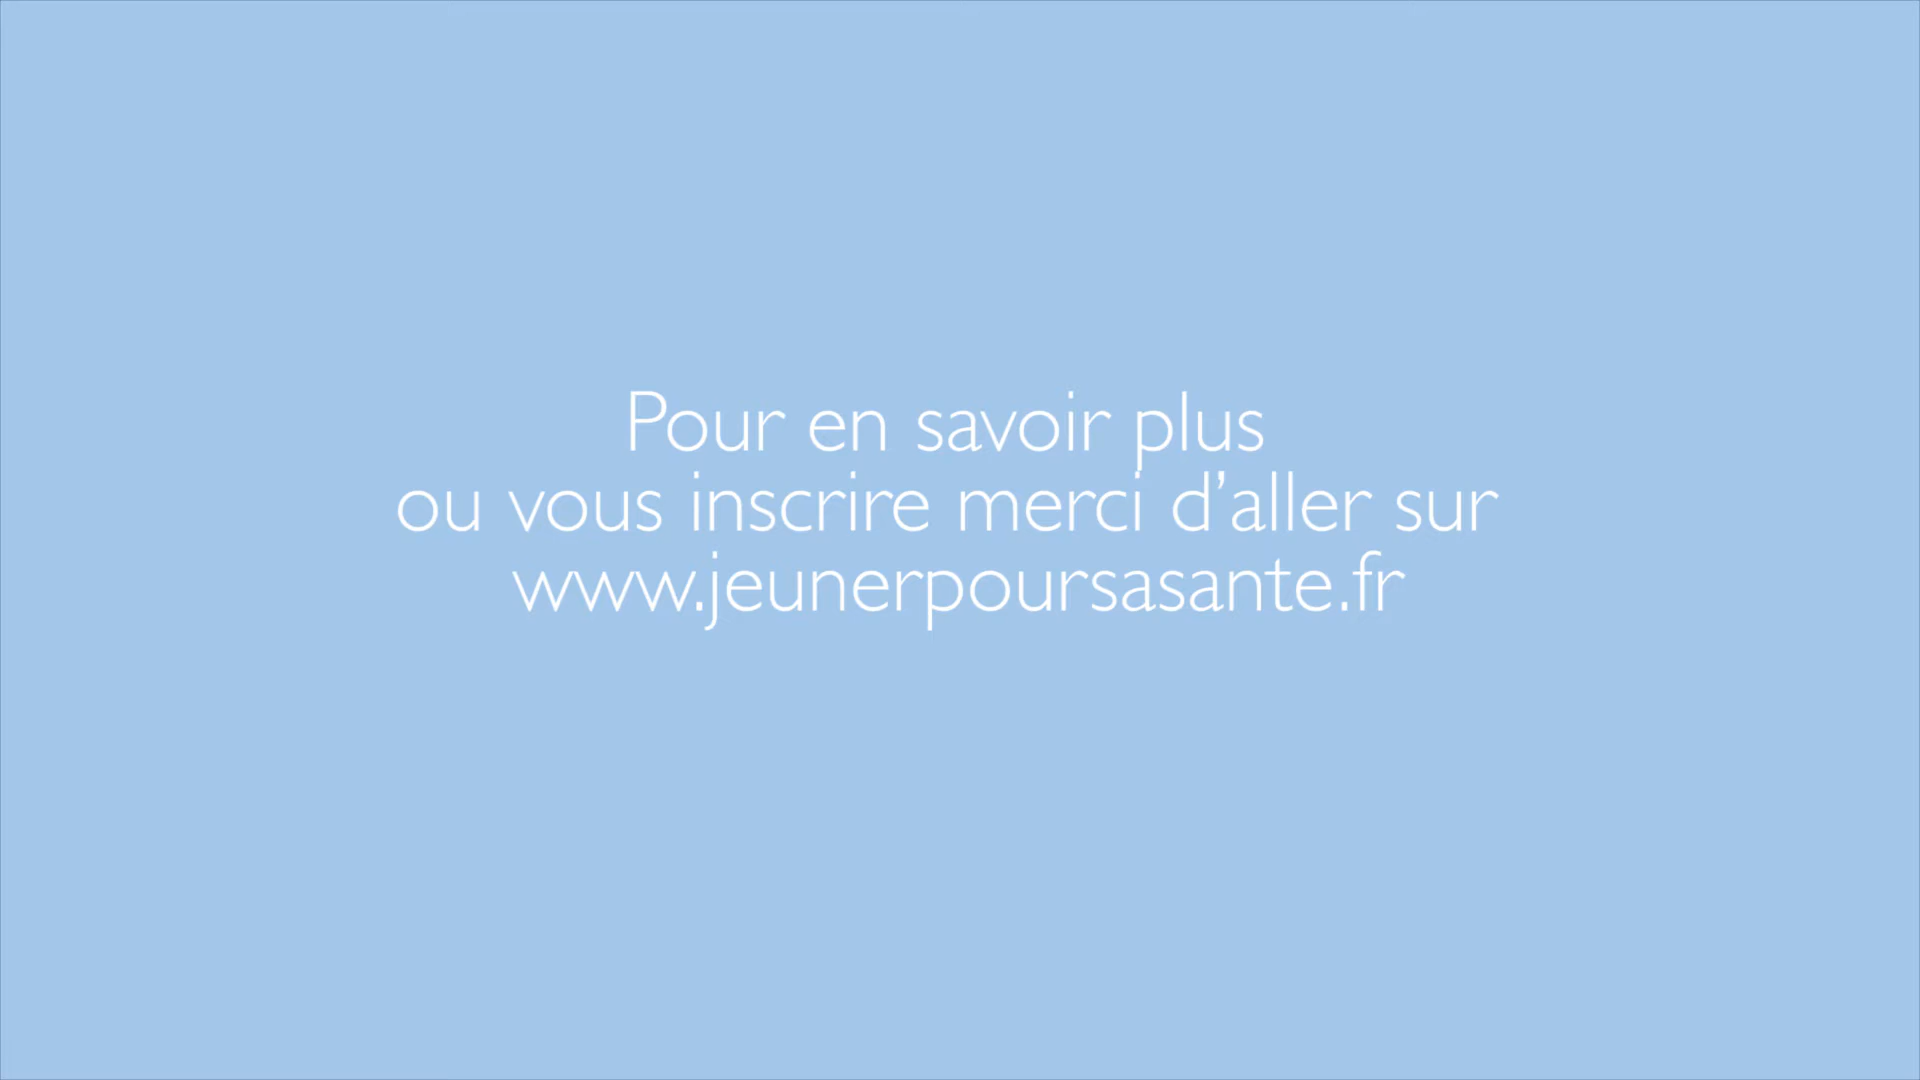 Pour en savoir plus
ou vous inscrire merci d’aller sur
www.jeunerpoursasante.fr